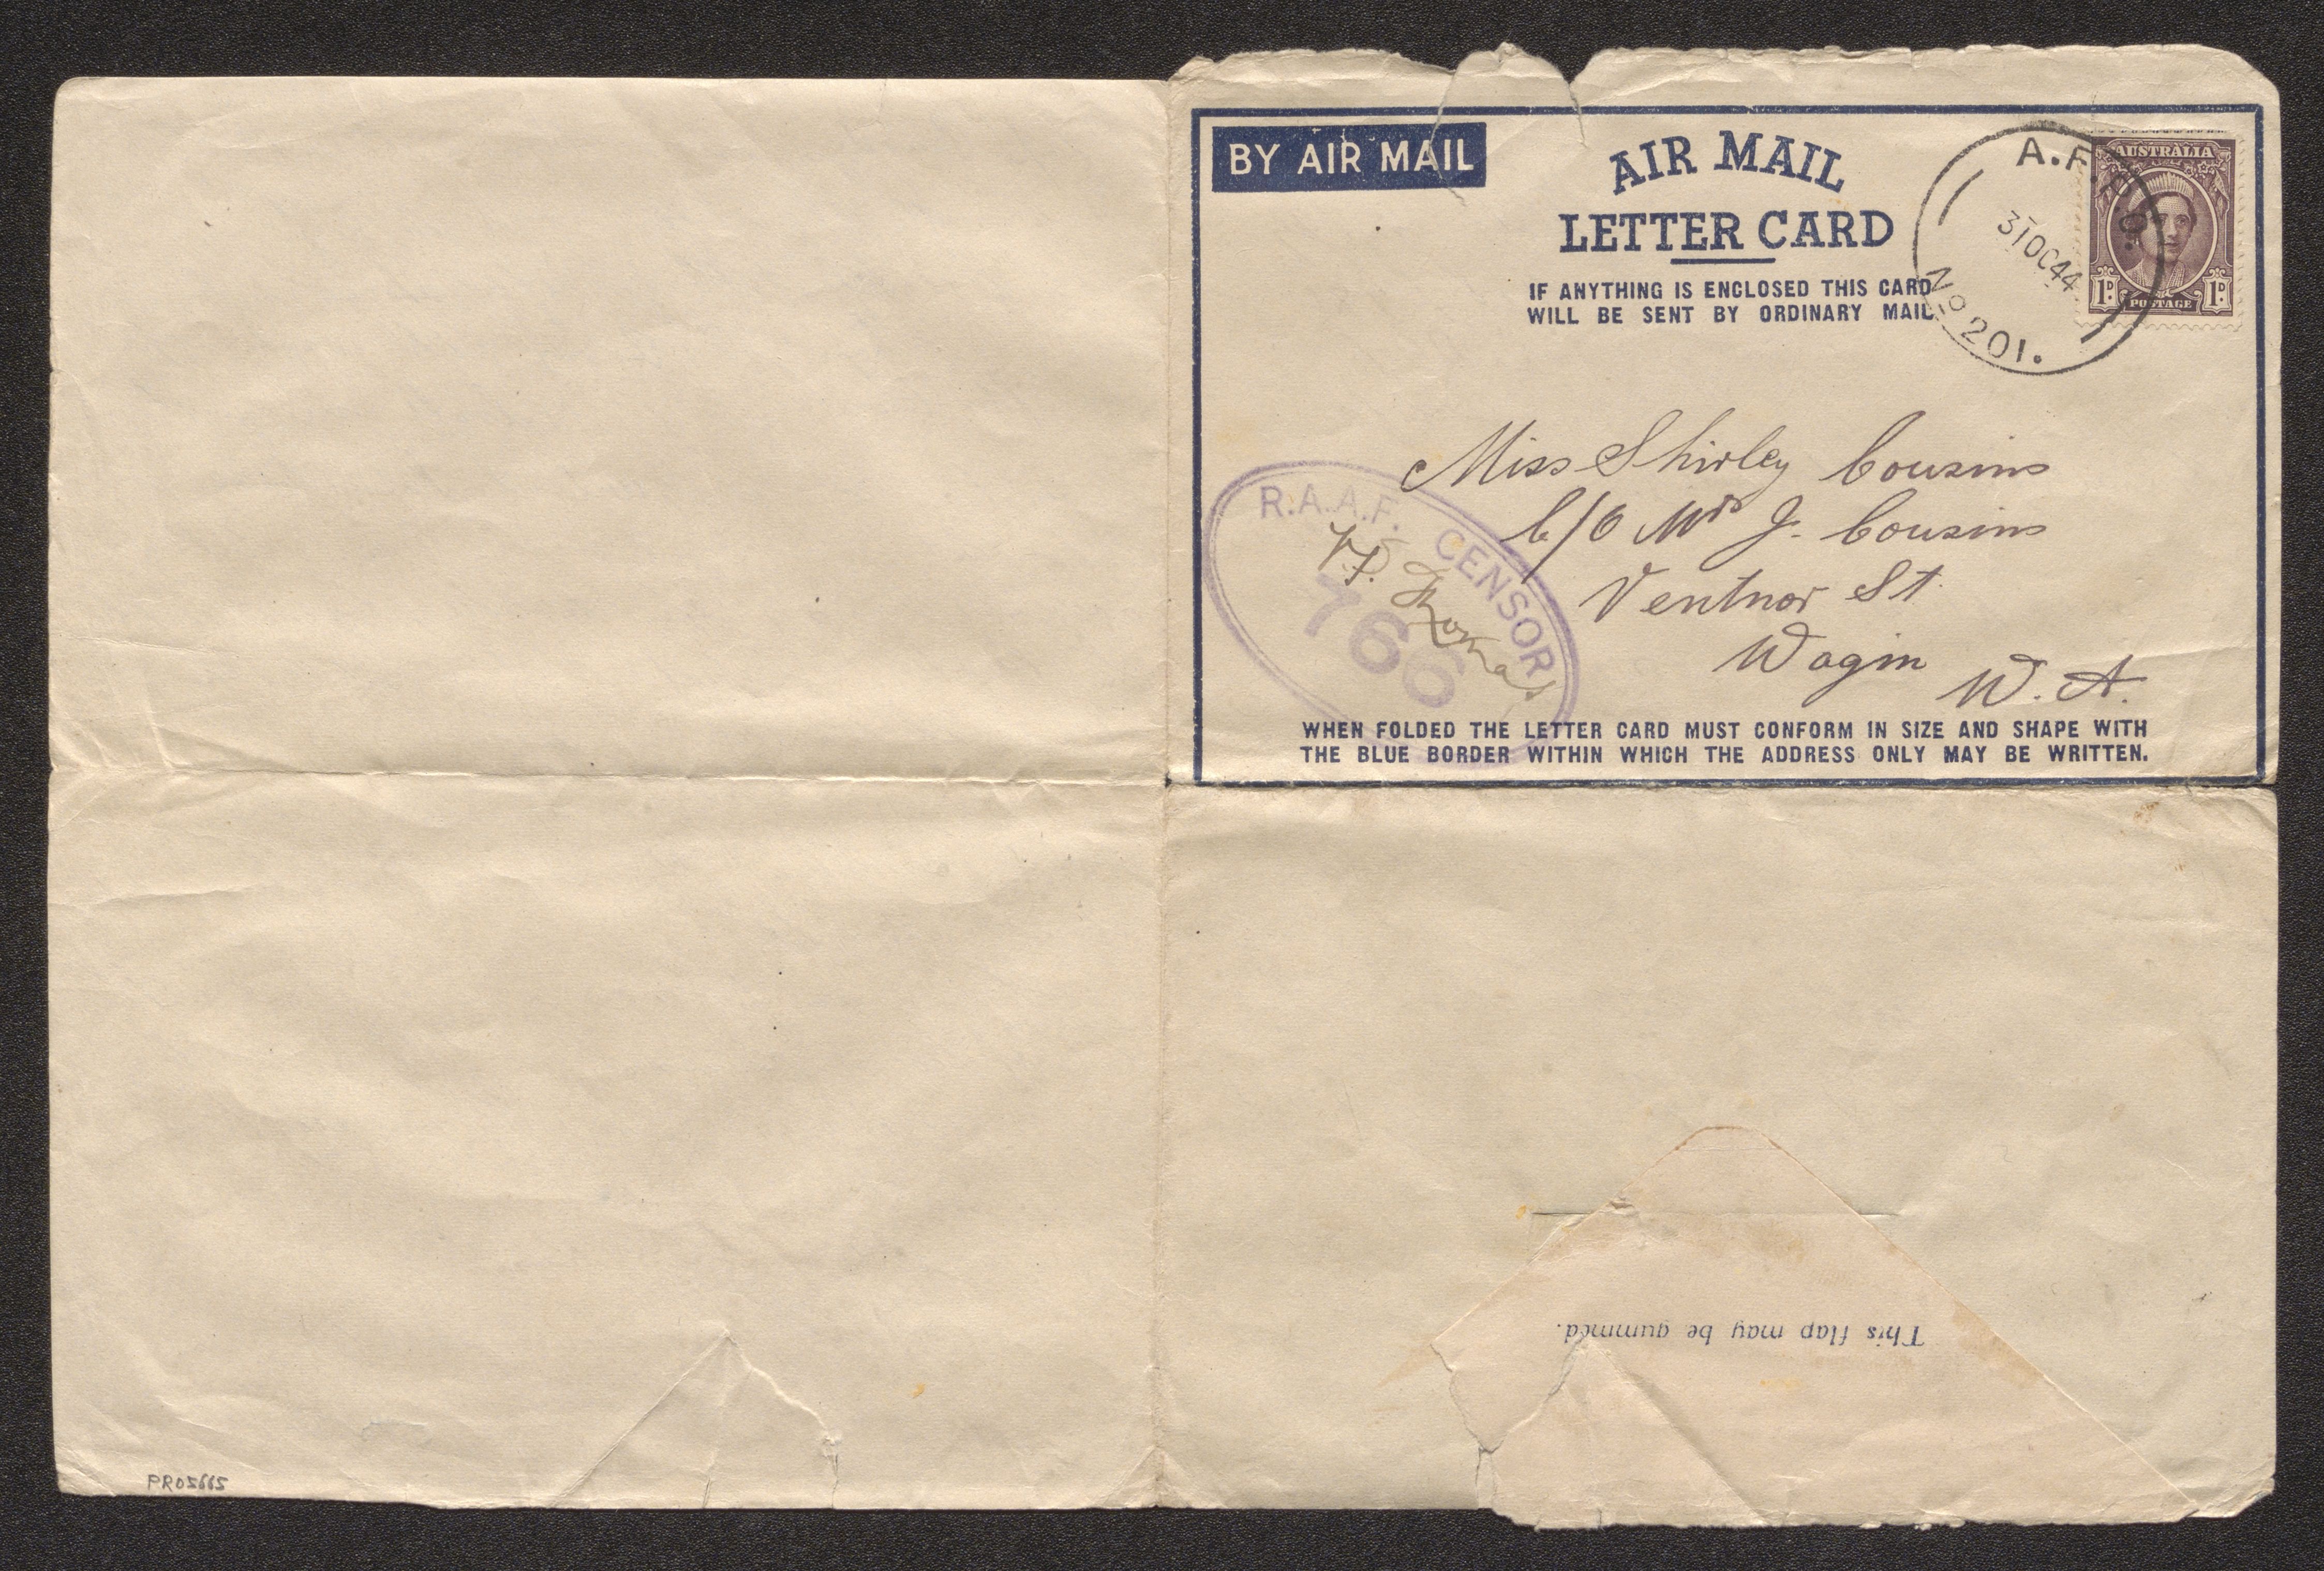 BY AIR MAIL
AIR MAIL
LETTER CARD
IF ANYTHING IS ENCLOSED THIS CARD
WILL BE SENT BY ORDINARY MAIL.
A.F.P.O.
31 OC 44
No 201.
AUSTRALIA
1D POSTAGE 1D
Miss Shirley Cousins
C/O Mrs J. Cousins
Ventnor St.
Wagin
W.A.
R.A.A.F. CENSOR
766
WHEN FOLDED THE LETTER CARD MUST CONFORM IN SIZE AND SHAPE WITH
THE BLUE BORDER WITHIN WHICH THE ADDRESS ONLY MAY BE WRITTEN.
This flap may be gummed.
PR05665